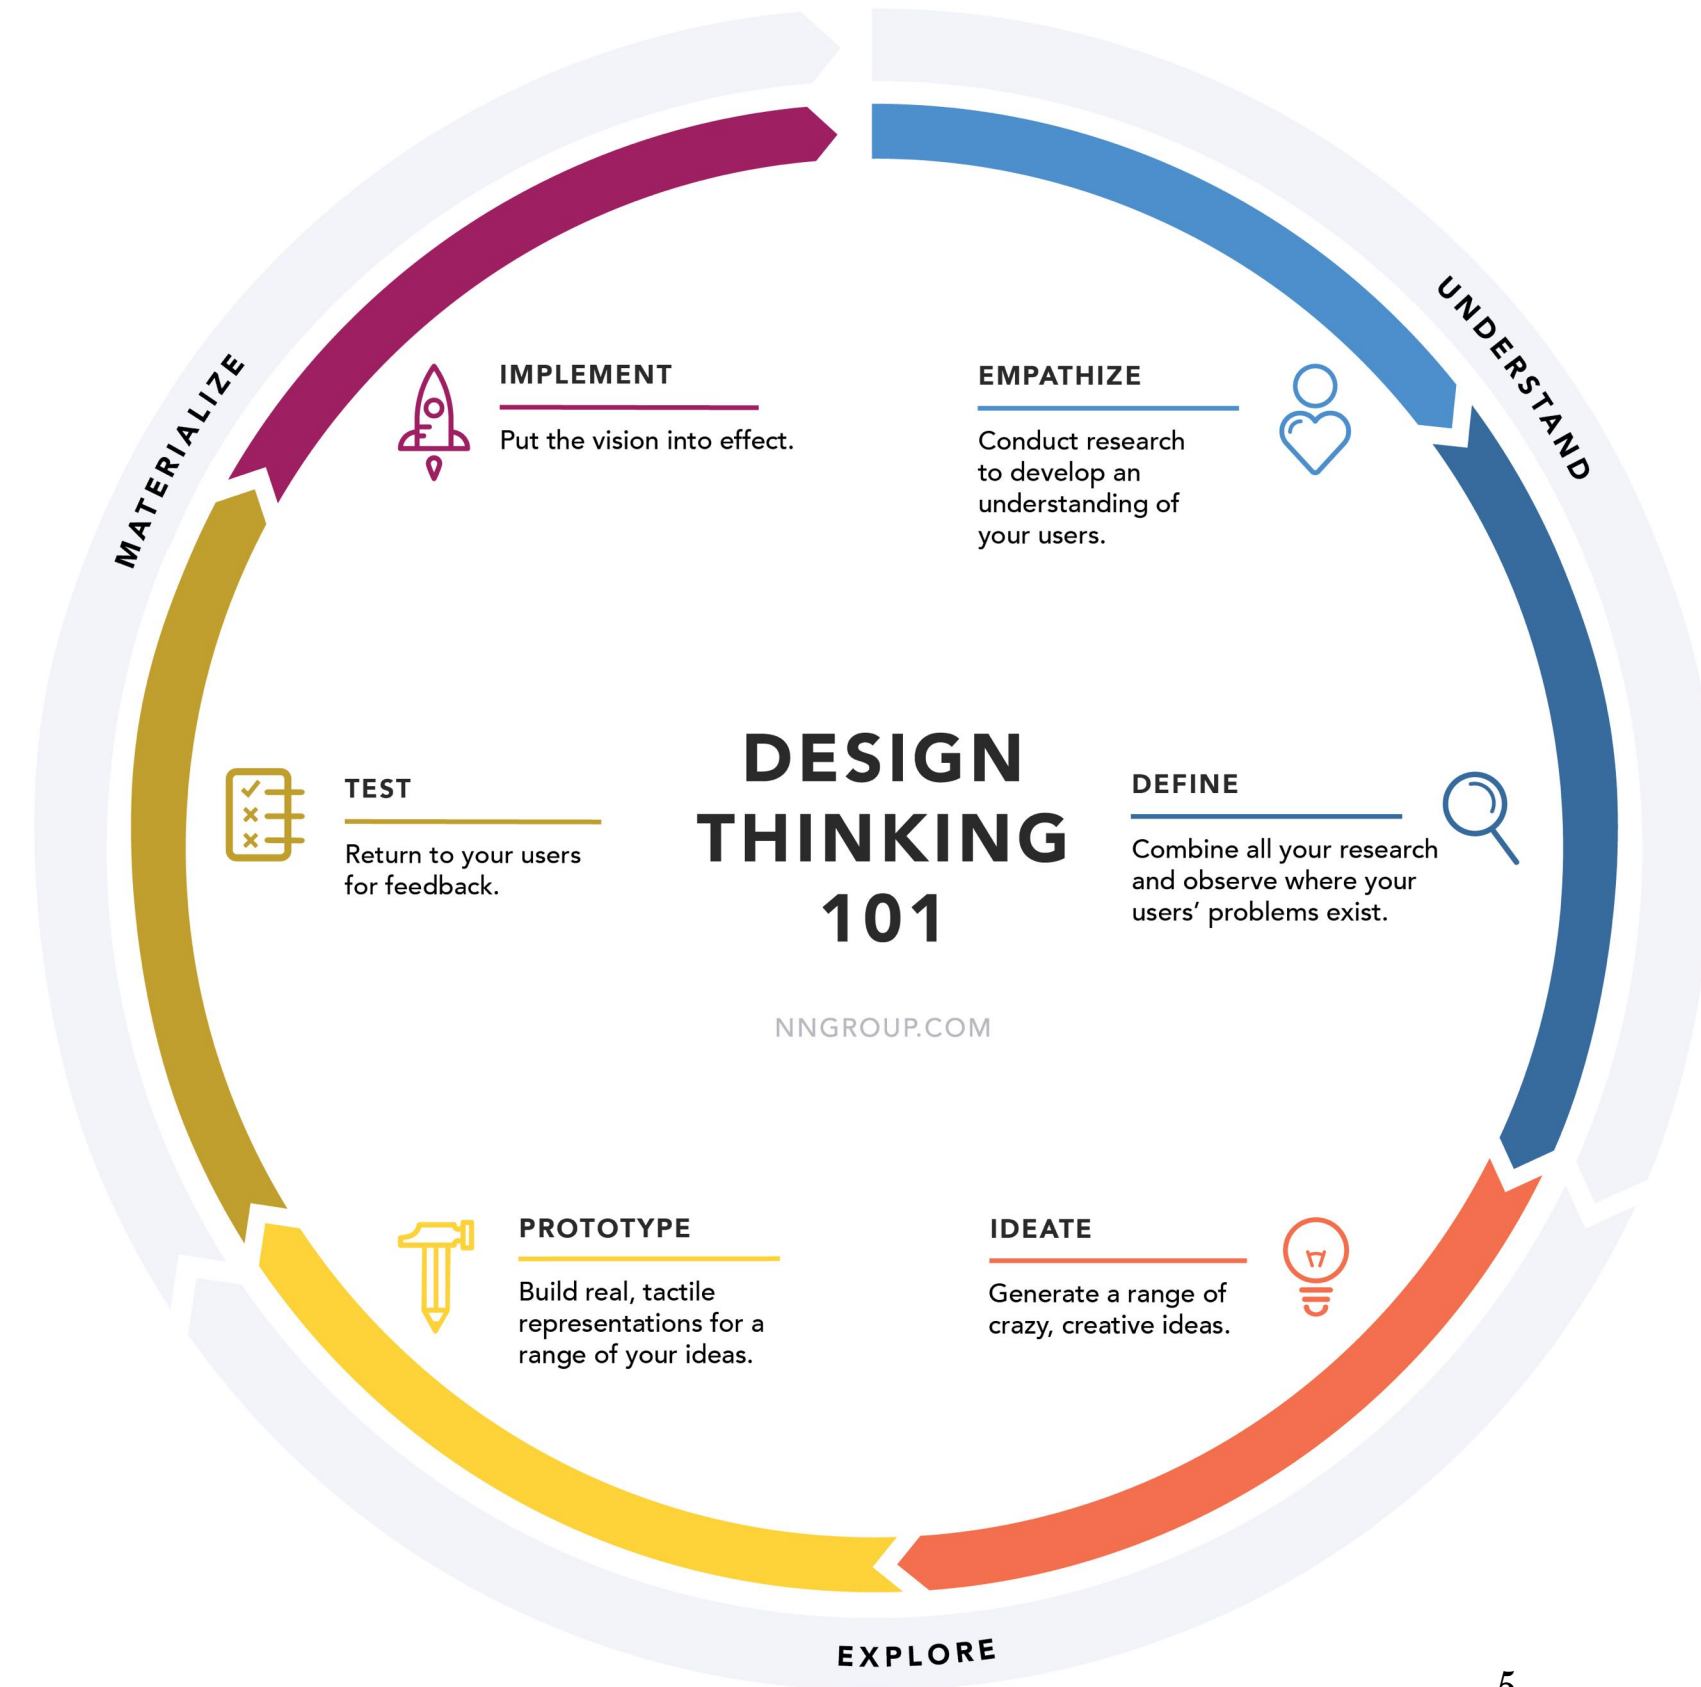 DESIGN
THINKING
101
NNGROUP.COM
UNDERSTAND
EMPATHIZE
Conduct research
to develop an
understanding of
your users.
DEFINE
Combine all your research
and observe where your
users’ problems exist.
EXPLORE
IDEATE
Generate a range of
crazy, creative ideas.
PROTOTYPE
Build real, tactile
representations for a
range of your ideas.
MATERIALIZE
TEST
Return to your users
for feedback.
IMPLEMENT
Put the vision into effect.
5